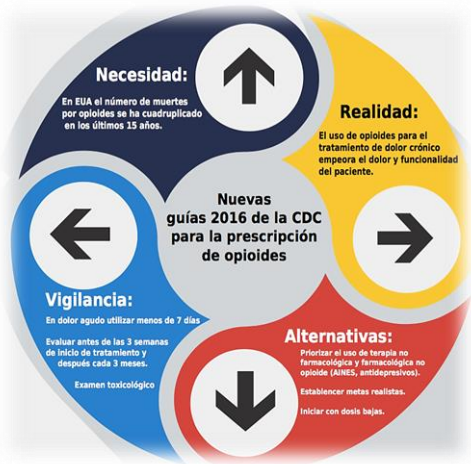 Necesidad:
En EUA el número de muertes
por opioides se ha cuadruplicado
en los últimos 15 años.
Realidad:
El uso de opioides para el
tratamiento de dolor crónico
empeora el dolor y funcionalidad
del paciente.
Nuevas
guías 2016 de la CDC
para la prescripción
de opioides
Vigilancia:
En dolor agudo utilizar menos de 7 días
Evaluar antes de las 3 semanas
de inicio de tratamiento y
después cada 3 meses.
Examen toxicológico
Alternativas:
Priorizar el uso de terapia no
farmacológica y farmacológica no
opioide (AINES, antidepresivos).
Establencer metas realistas.
Iniciar con dosis bajas.